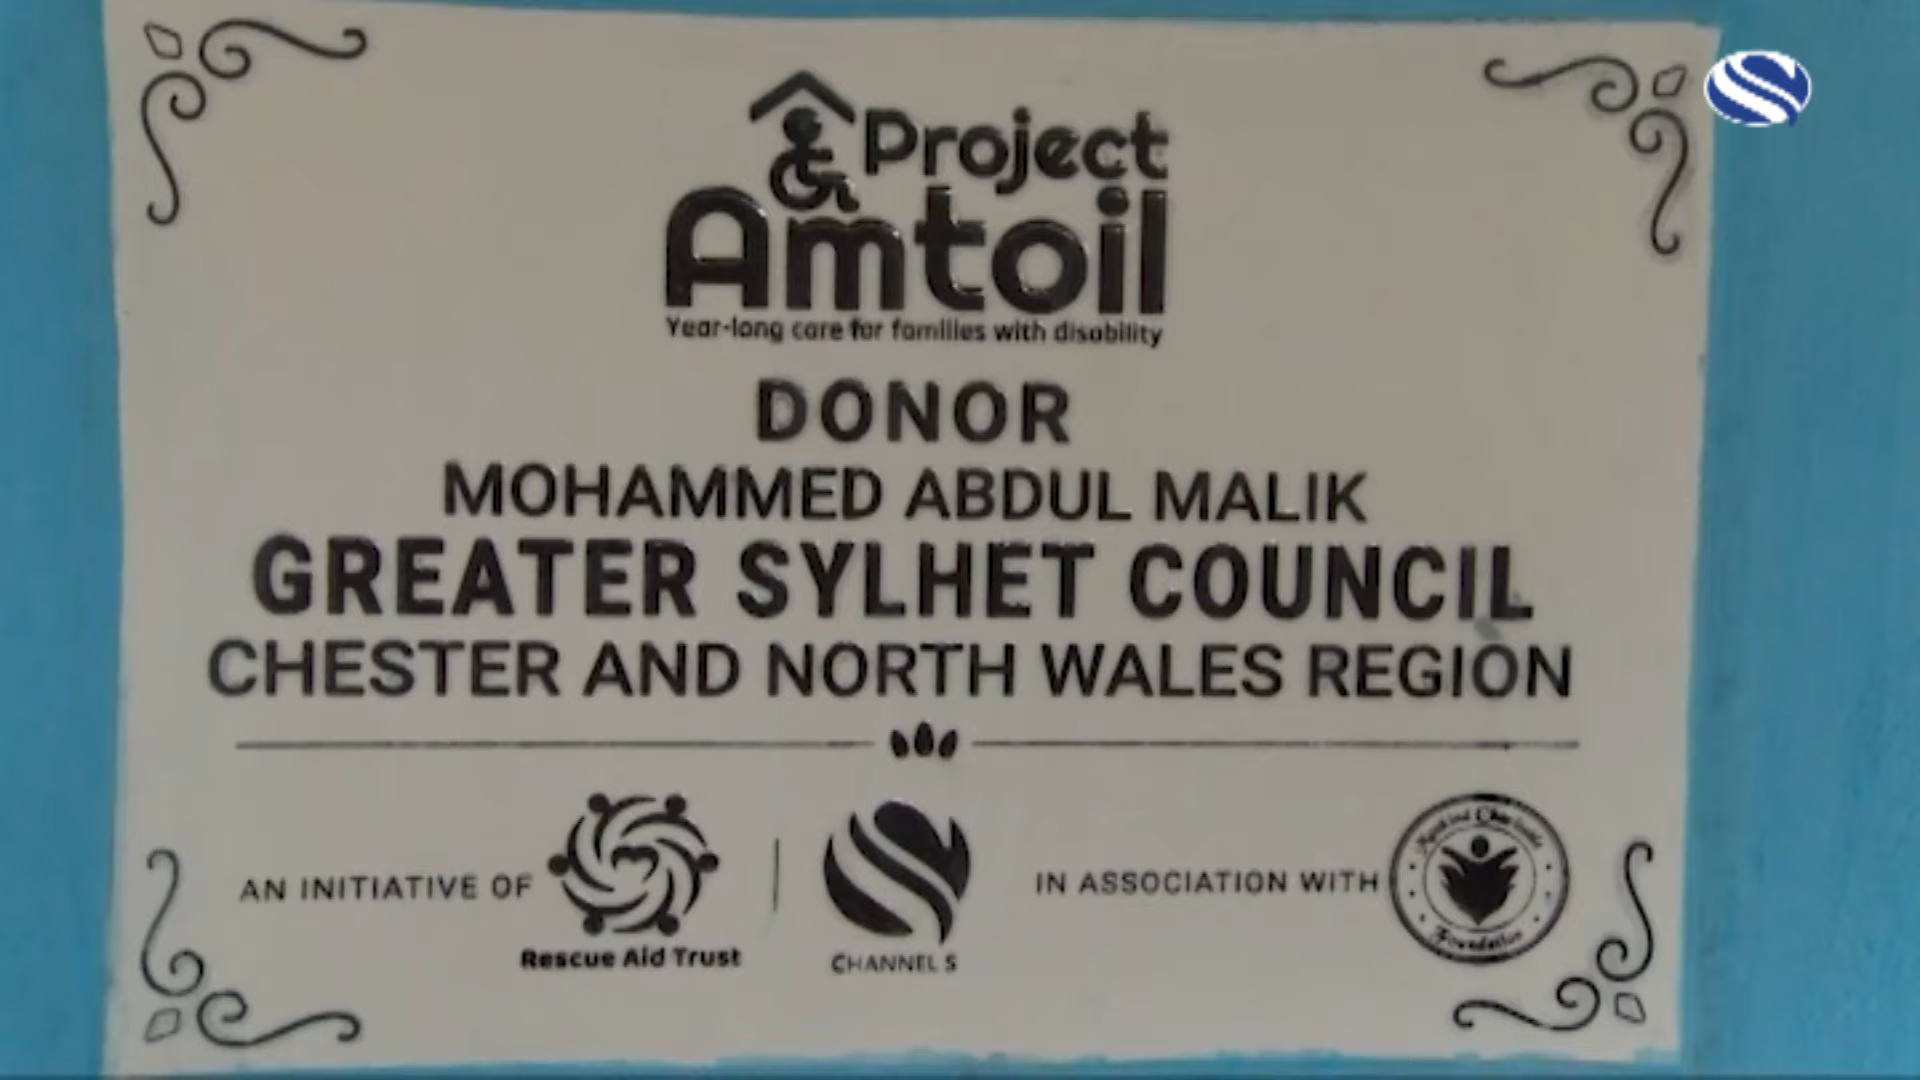 Project
Amtoil
Year-long care for families with disability
DONOR
MOHAMMED ABDUL MALIK
GREATER SYLHET COUNCIL
CHESTER AND NORTH WALES REGION
AN INITIATIVE OF
Rescue Aid Trust
CHANNEL S
IN ASSOCIATION WITH
Foundation